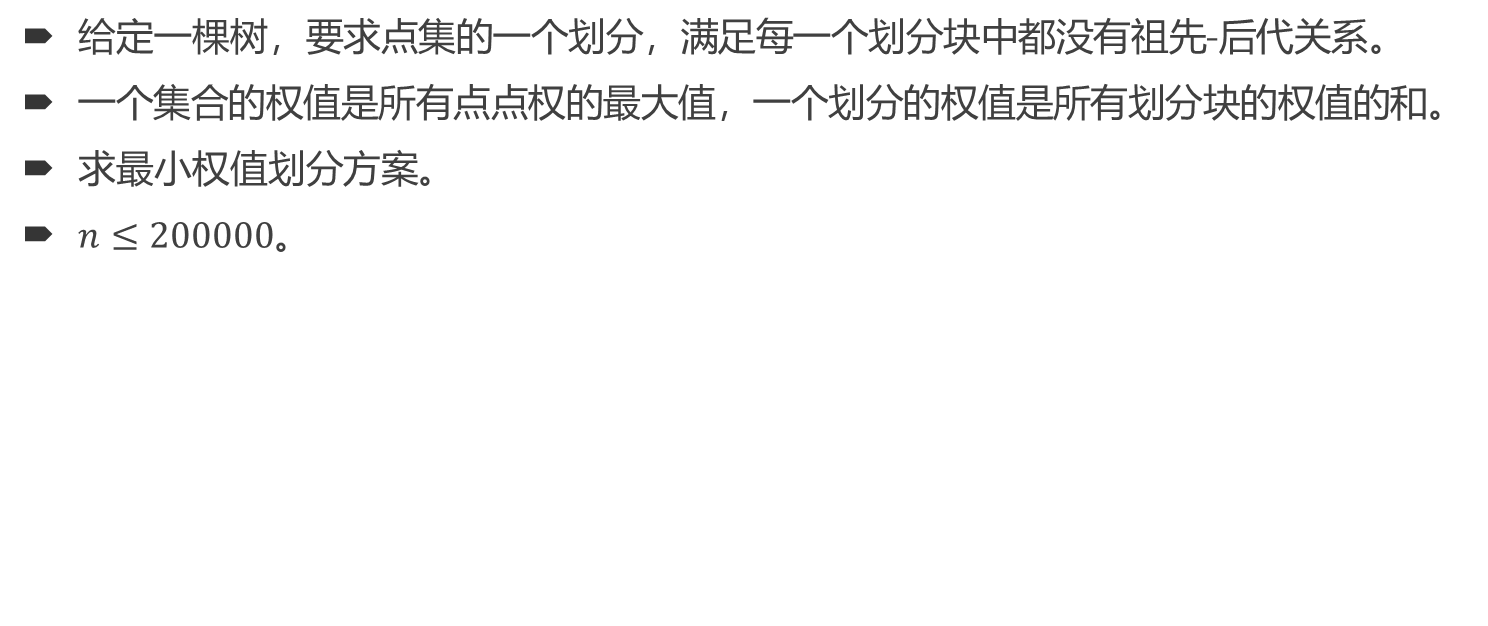 给定一棵树，要求点集的一个划分，满足每一个划分块中都没有祖先-后代关系。
一个集合的权值是所有点点权的最大值，一个划分的权值是所有划分块的权值的和。
求最小权值划分方案。
n ≤ 200000。